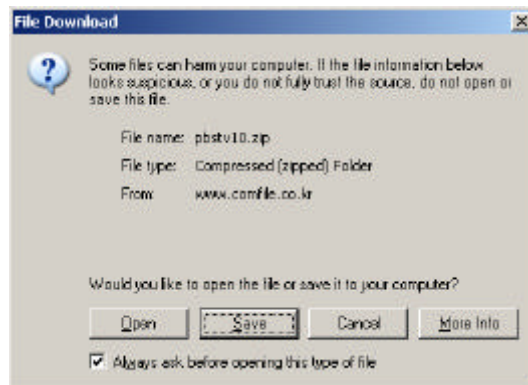 File Download
Some files can harm your computer. If the file information below
looks suspicious, or you do not fully trust the source, do not open or
save this file.
File name: pbstv10.zip
File type: Compressed (zipped) Folder
From: www.comfile.co.kr
Would you like to open the file or save it to your computer?
Open Save Cancel More Info
Always ask before opening this type of file